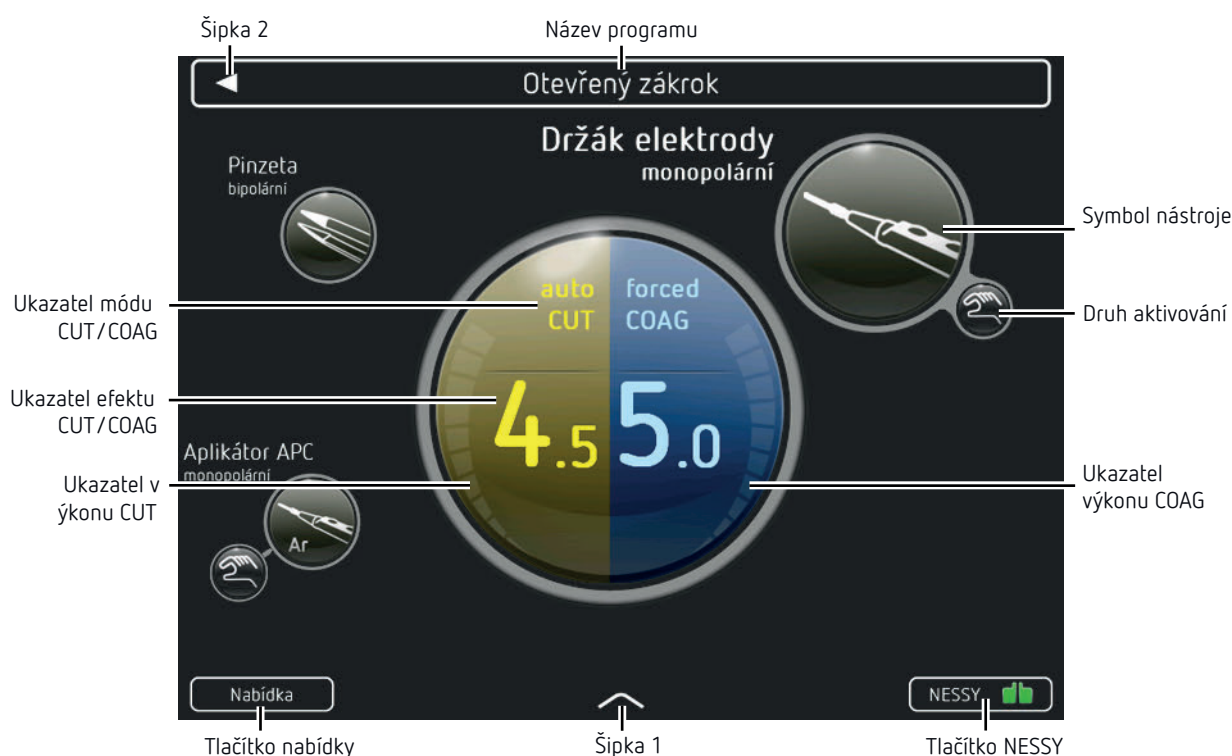 Šipka 2
Název programu
Otevřený zákrok
Držák elektrody
monopolární
Pinzeta
bipolární
Symbol nástroje
Druh aktivování
Ukazatel módu
CUT/COAG
auto
CUT
forced
COAG
Ukazatel efektu
CUT/COAG
4.5
5.0
Aplikátor APC
monopolární
Ar
Ukazatel v
ýkonu CUT
Ukazatel
výkonu COAG
Nabídka
NESSY
Tlačítko nabídky
Šipka 1
Tlačítko NESSY